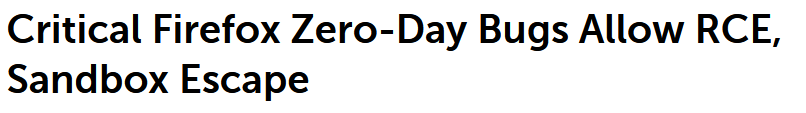 Critical Firefox Zero-Day Bugs Allow RCE,
Sandbox Escape